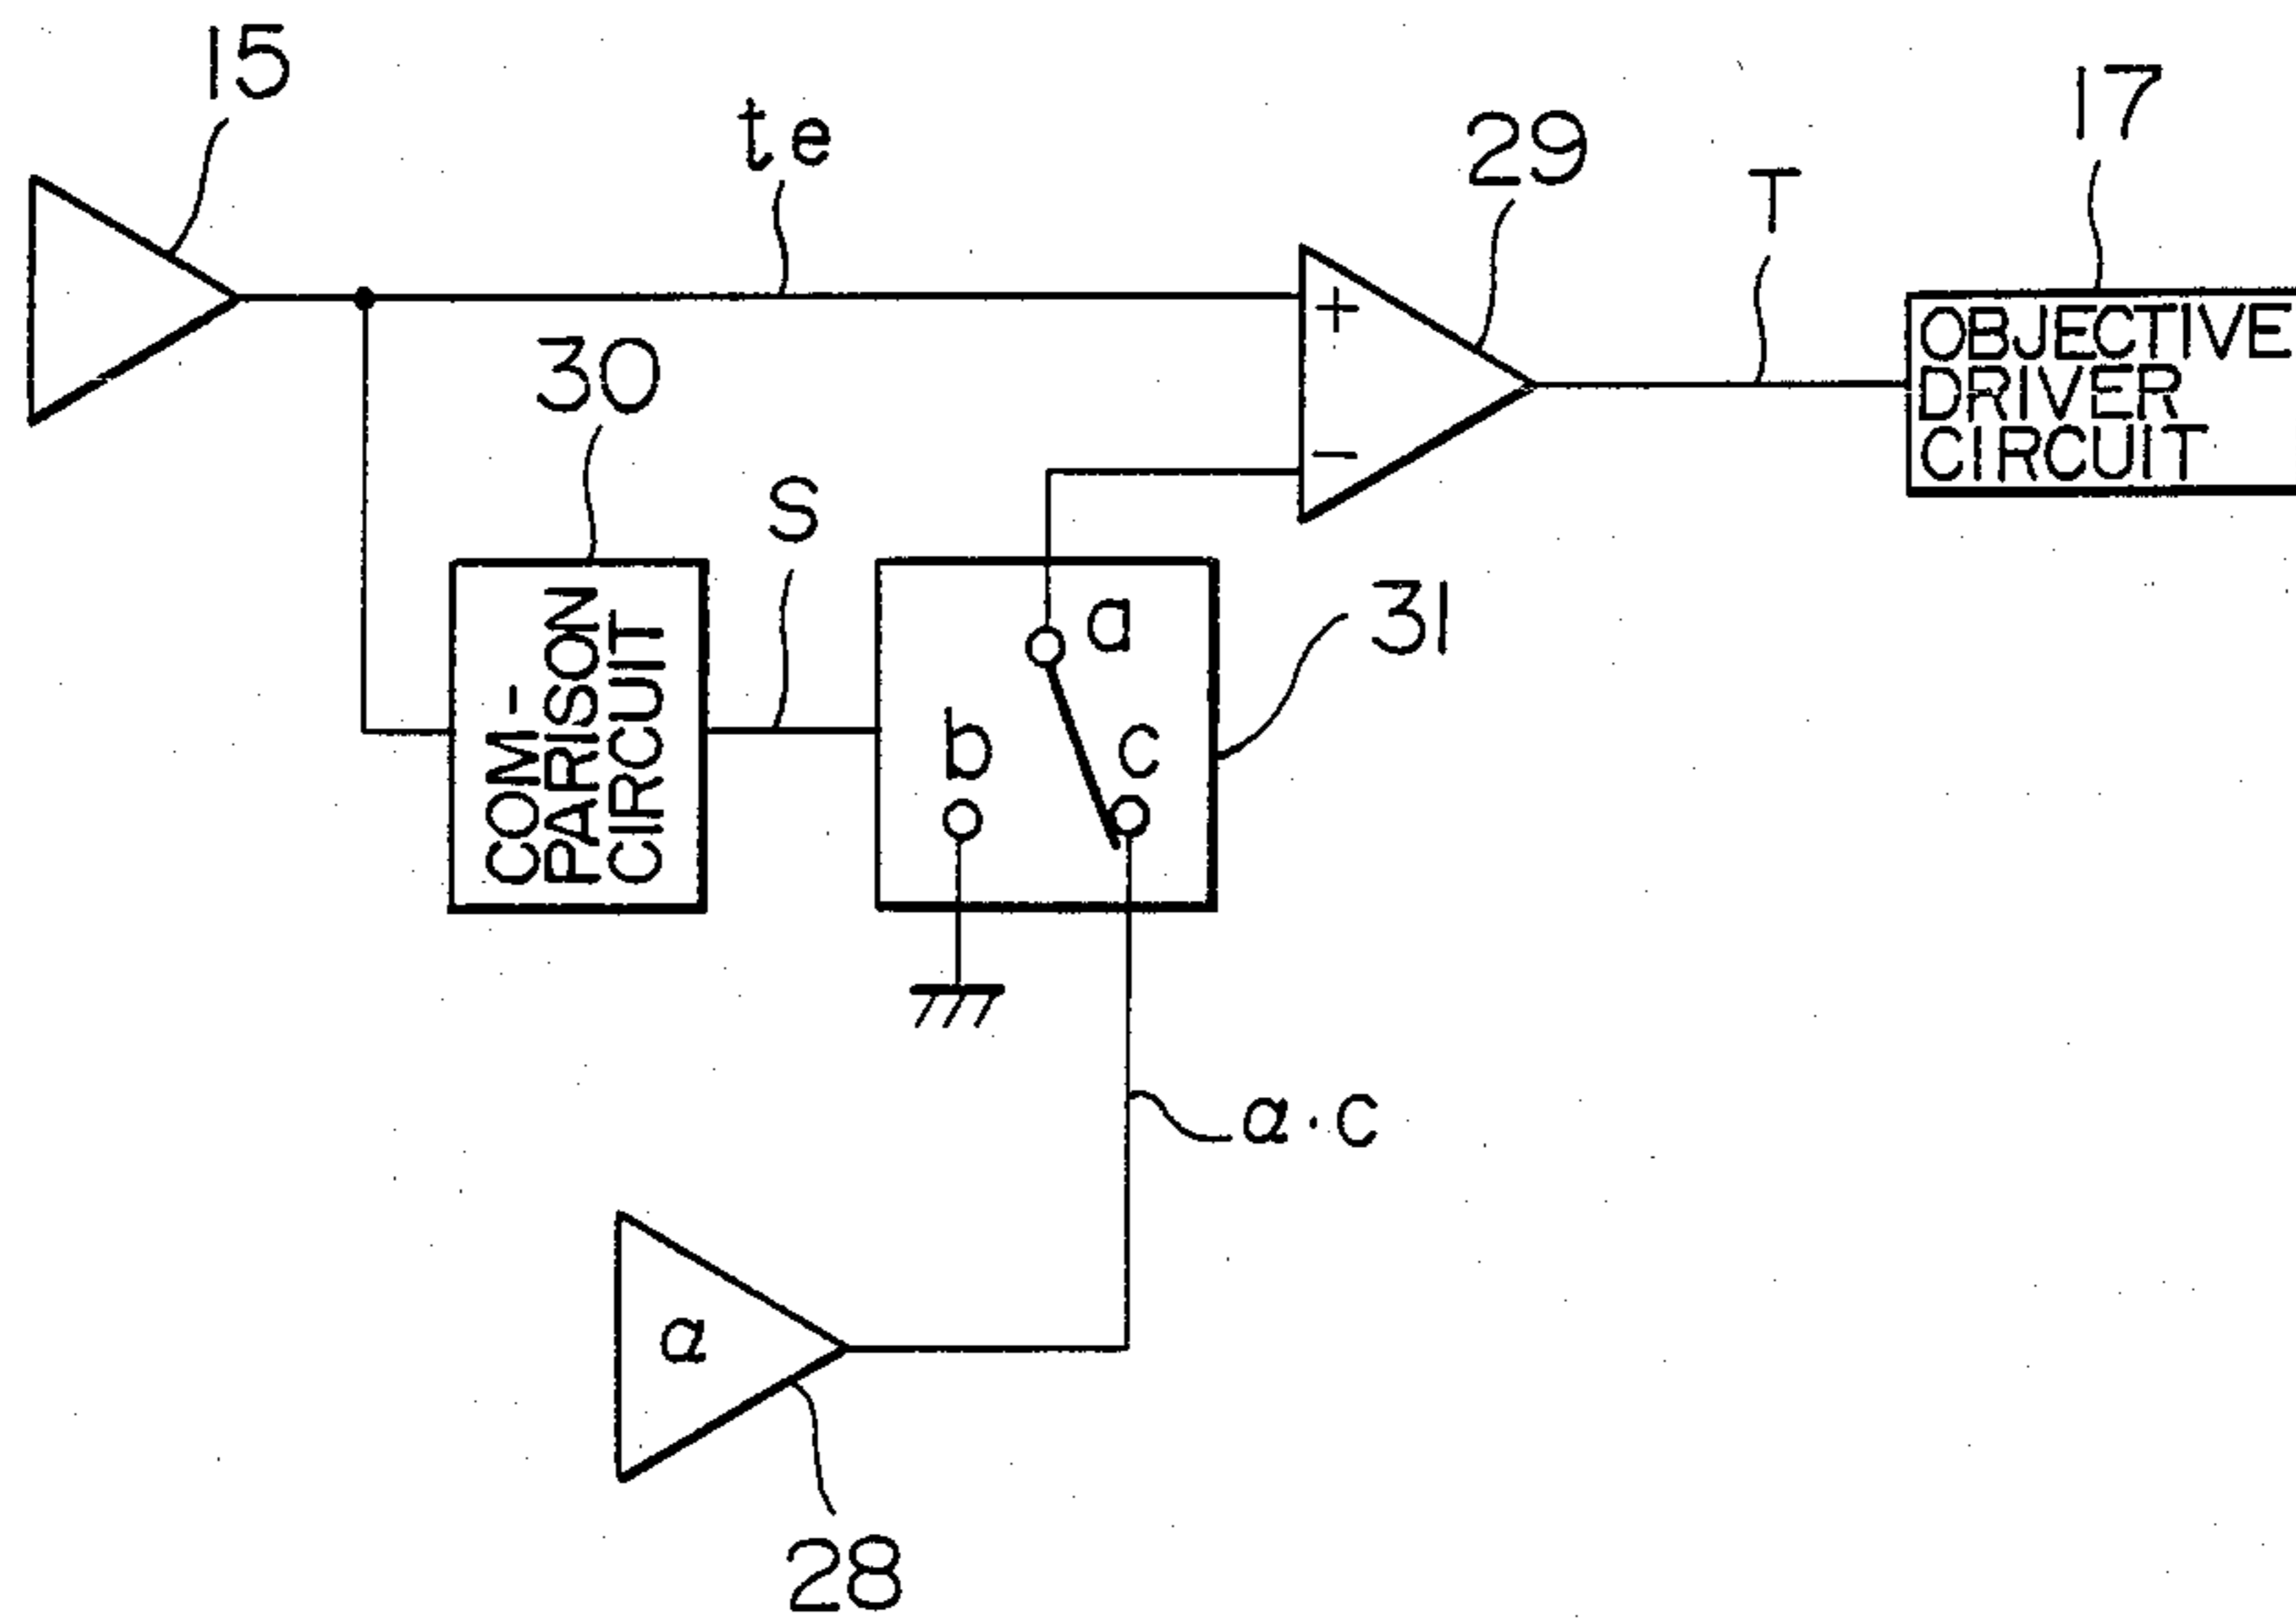 15
te
29
17
T
+
−
OBJECTIVE
DRIVER
CIRCUIT
30
S
COM-
PARISON
CIRCUIT
a
b
c
31
α·c
α
28